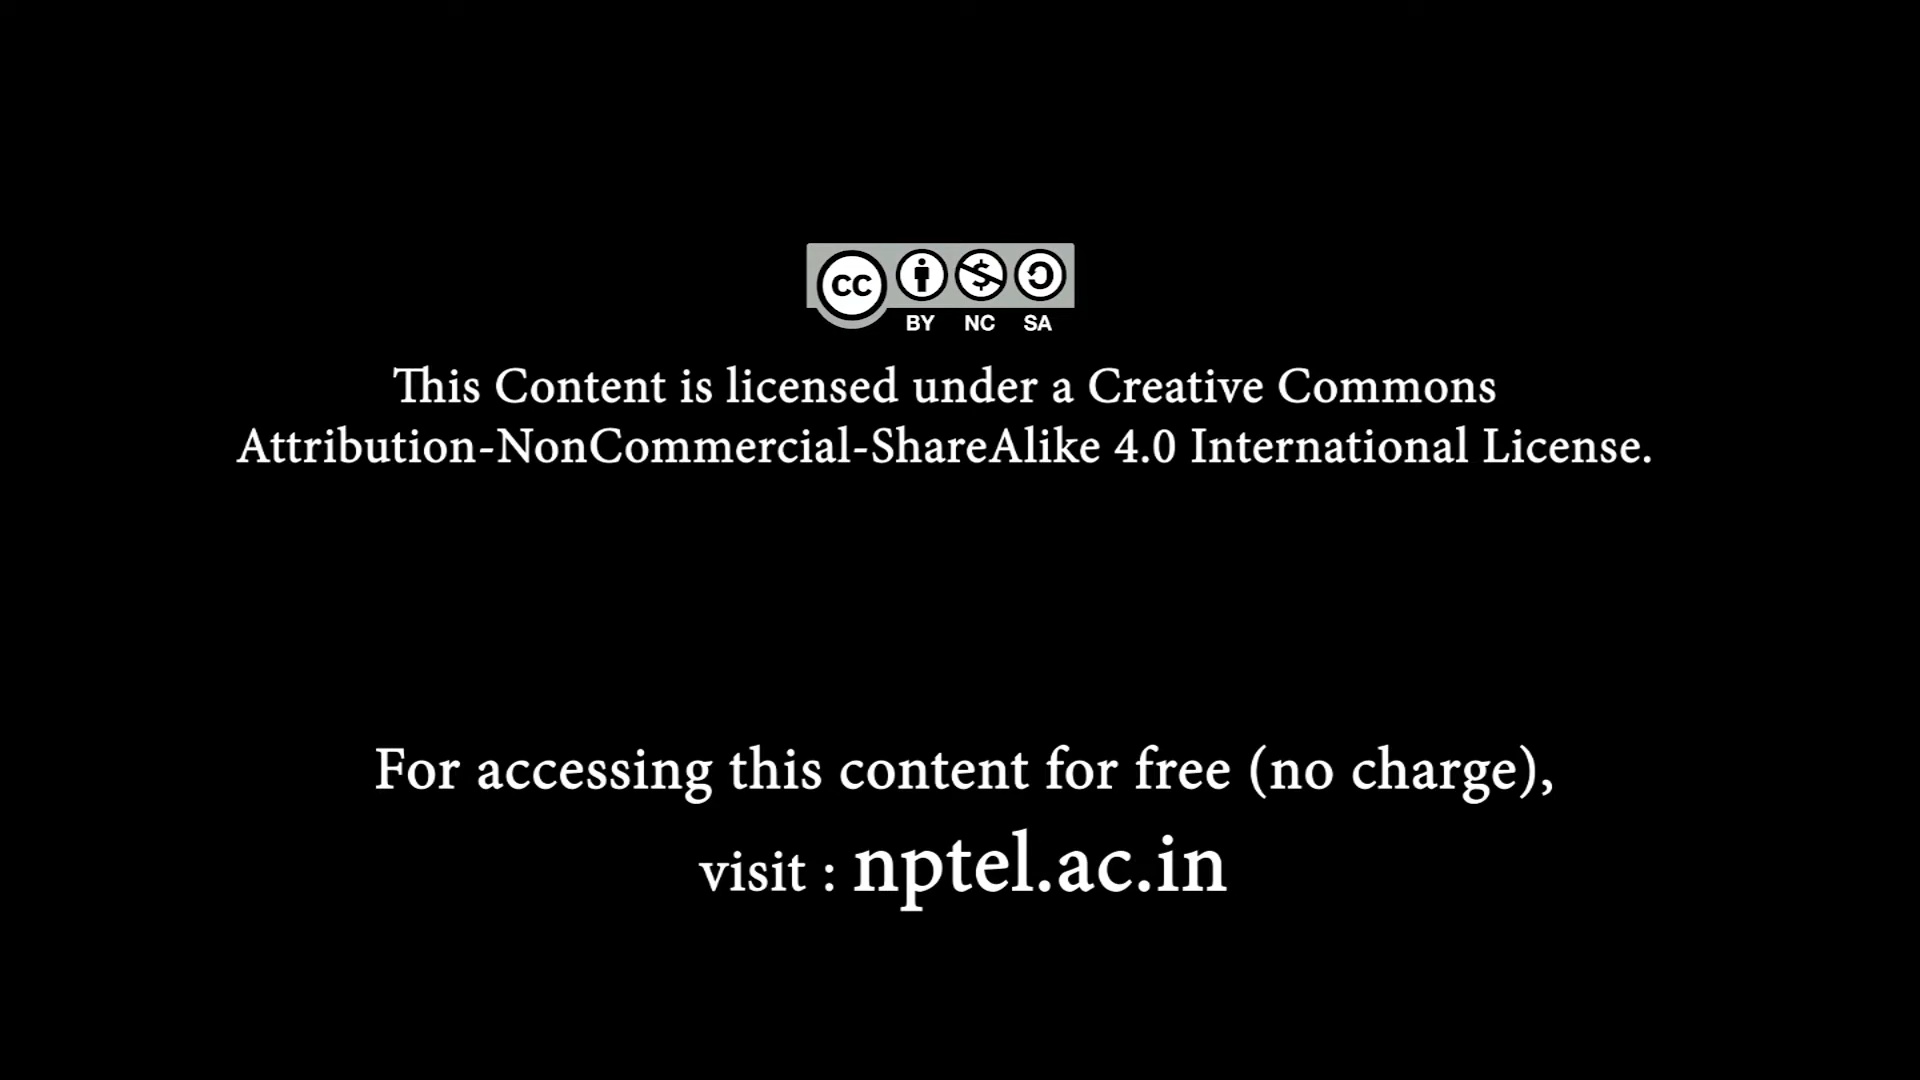 CC
BY NC SA
This Content is licensed under a Creative Commons
Attribution-NonCommercial-ShareAlike 4.0 International License.
For accessing this content for free (no charge),
visit : nptel.ac.in